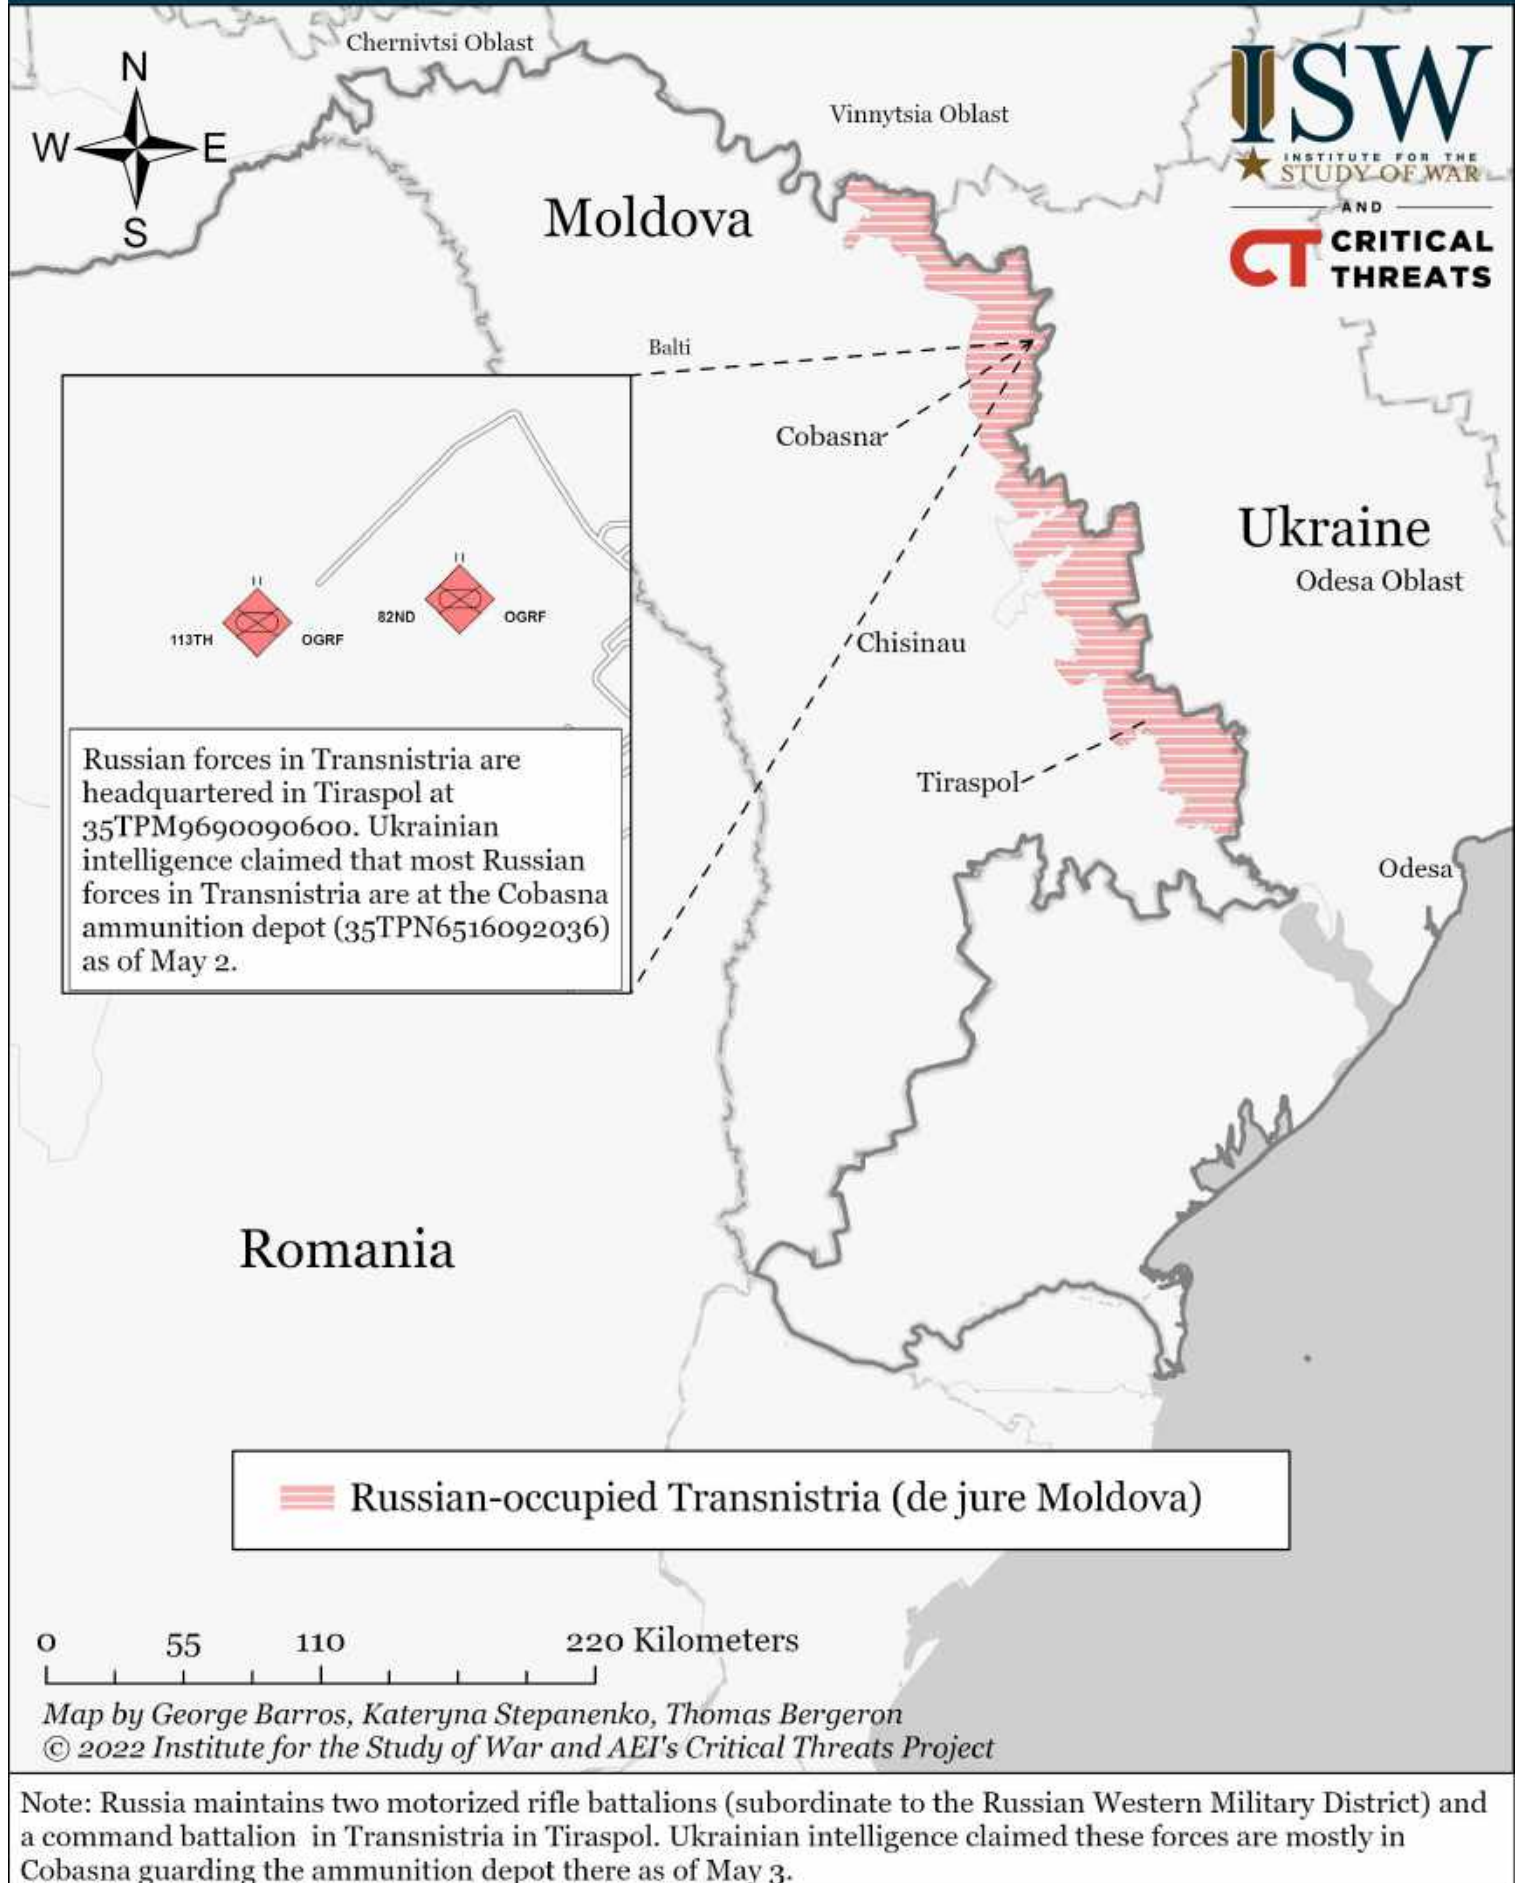 Chernivtsi Oblast
N
W
E
S
Vinnytsia Oblast
ISW
INSTITUTE FOR THE
STUDY OF WAR
AND
CT CRITICAL
THREATS
Moldova
Balti
Cobasna
Ukraine
Odesa Oblast
113TH
OGRF
82ND
OGRF
Chisinau
Tiraspol
Odesa
Russian forces in Transnistria are
headquartered in Tiraspol at
35TPM9690090600. Ukrainian
intelligence claimed that most Russian
forces in Transnistria are at the Cobasna
ammunition depot (35TPN6516092036)
as of May 2.
Romania
Russian-occupied Transnistria (de jure Moldova)
0 55 110 220 Kilometers
Map by George Barros, Kateryna Stepanenko, Thomas Bergeron
© 2022 Institute for the Study of War and AEI's Critical Threats Project
Note: Russia maintains two motorized rifle battalions (subordinate to the Russian Western Military District) and
a command battalion in Transnistria in Tiraspol. Ukrainian intelligence claimed these forces are mostly in
Cobasna guarding the ammunition depot there as of May 3.